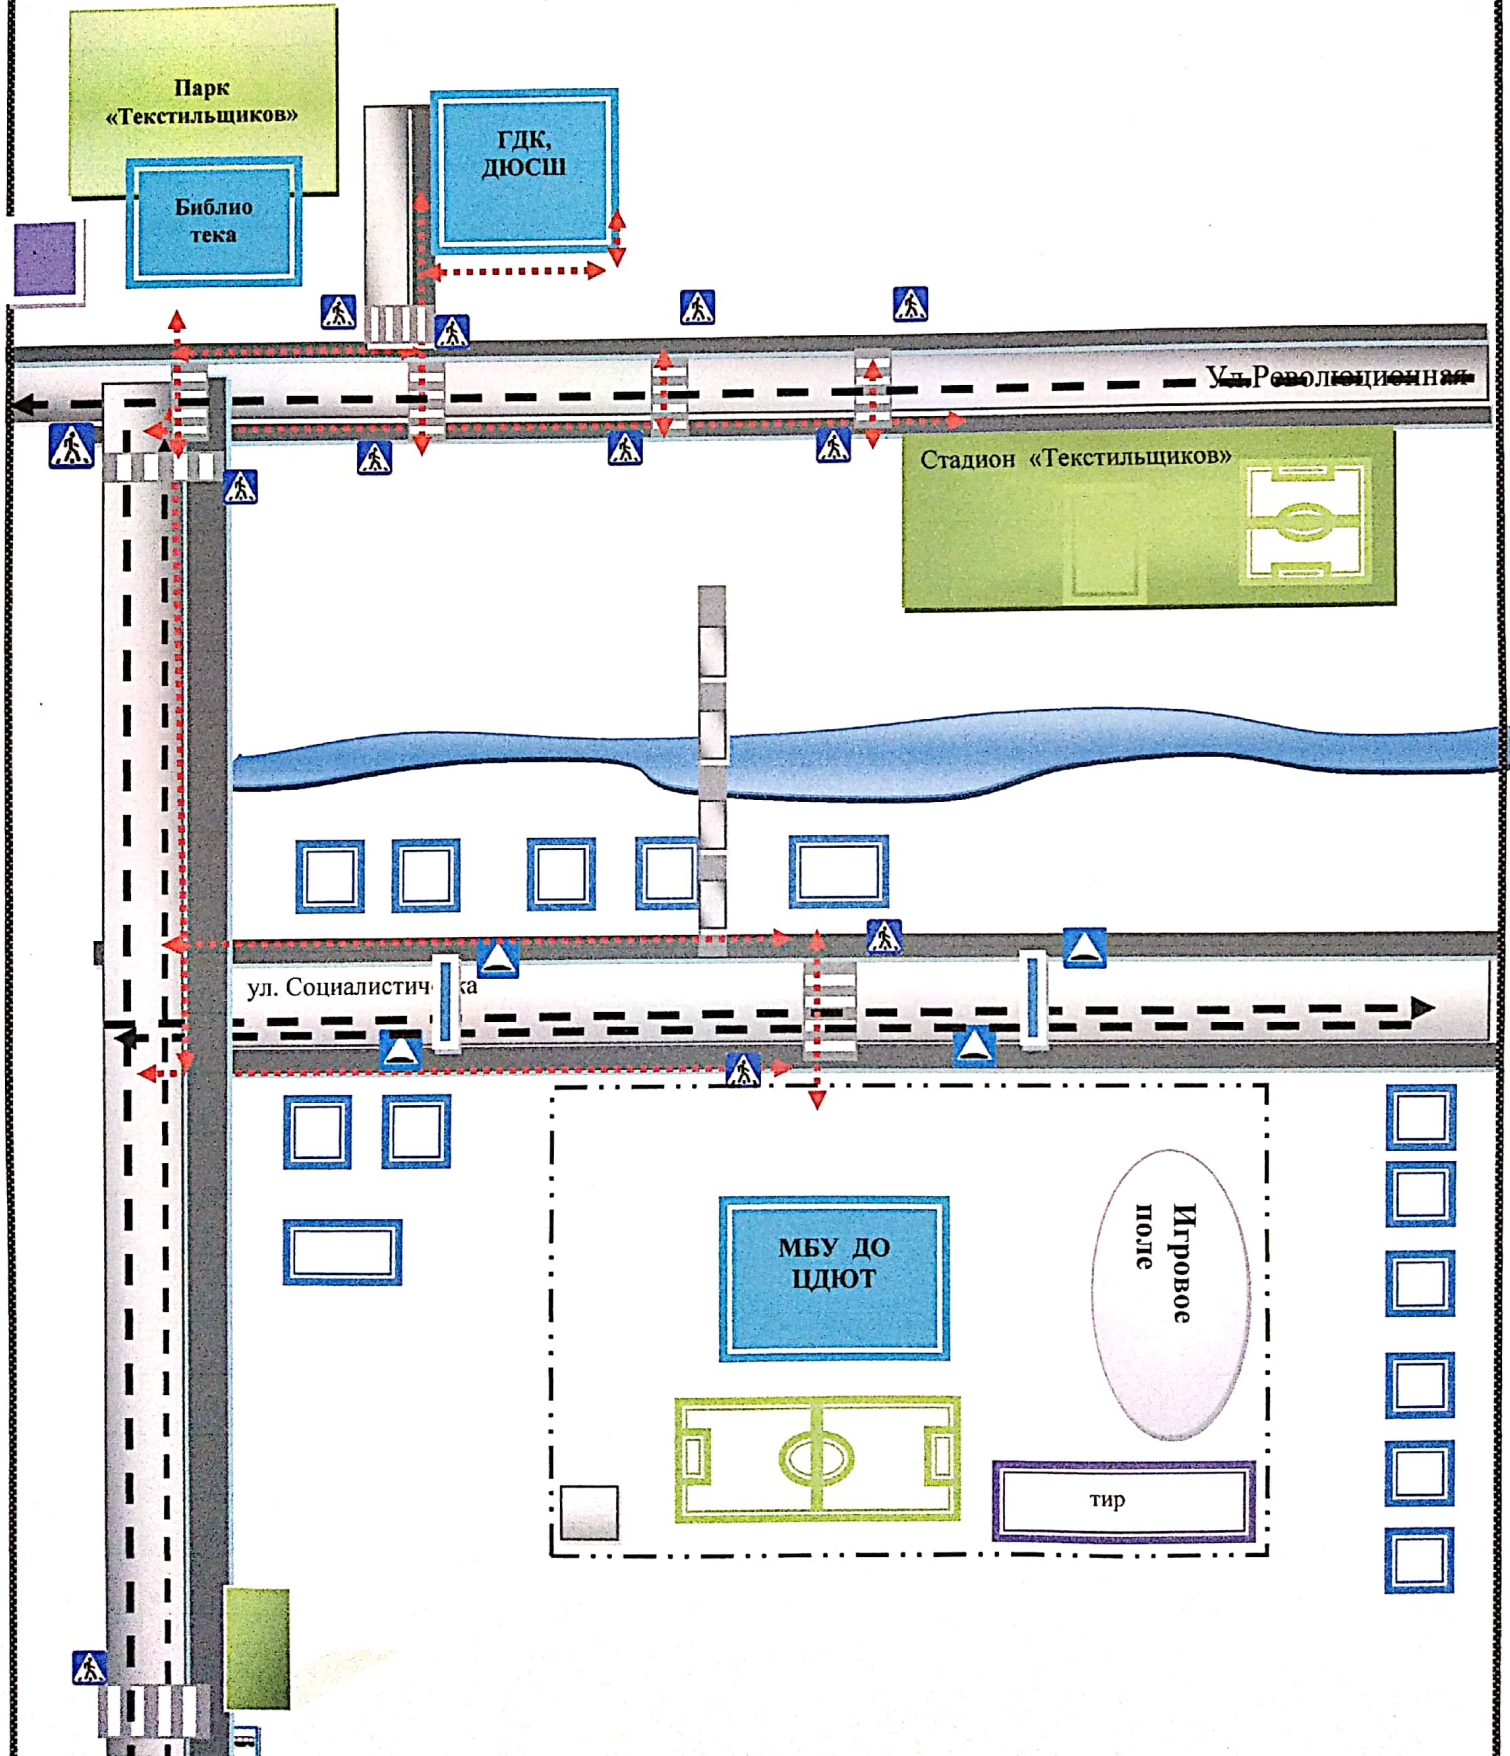 Парк
«Текстильщиков»
ГДК,
ДЮСШ
Библио
тека
Ул.Революционная
Стадион «Текстильщиков»
ул. Социалистич ка
МБУ ДО
ЦДЮТ
Игровое
поле
тир